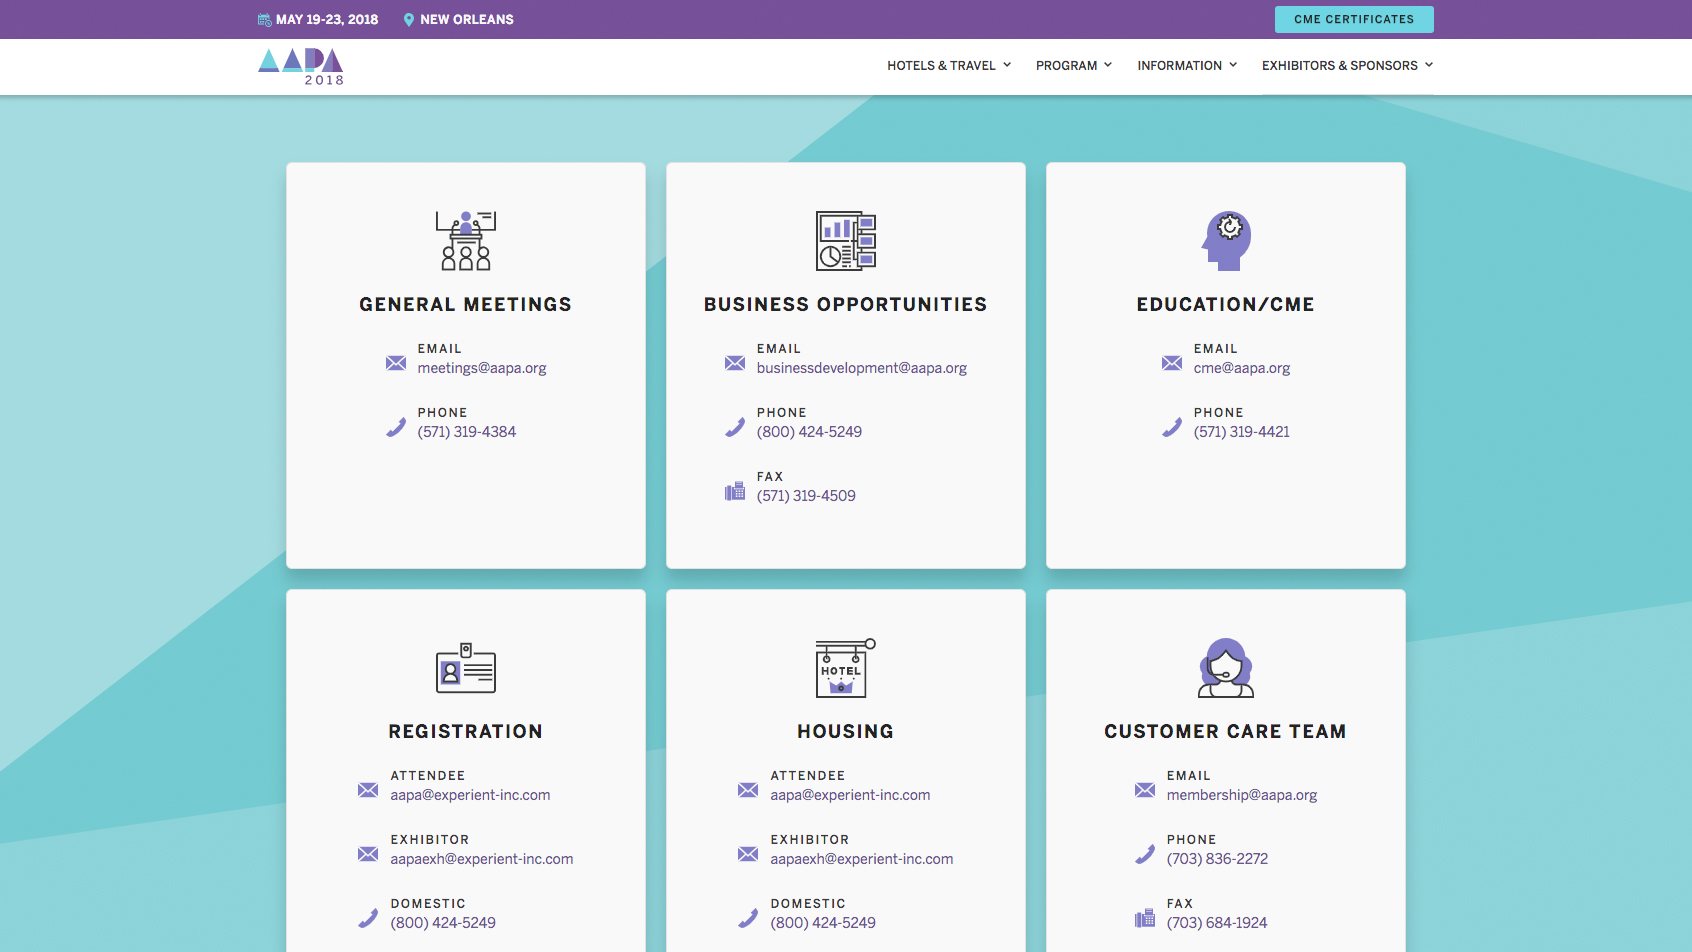 MAY 19-23, 2018
NEW ORLEANS
CME CERTIFICATES
AAPA
2018
HOTELS & TRAVEL
PROGRAM
INFORMATION
EXHIBITORS & SPONSORS
GENERAL MEETINGS
EMAIL
meetings@aapa.org
PHONE
(571) 319-4384
BUSINESS OPPORTUNITIES
EMAIL
businessdevelopment@aapa.org
PHONE
(800) 424-5249
FAX
(571) 319-4509
EDUCATION/CME
EMAIL
cme@aapa.org
PHONE
(571) 319-4421
REGISTRATION
ATTENDEE
aapa@experient-inc.com
EXHIBITOR
aapaexh@experient-inc.com
DOMESTIC
(800) 424-5249
HOTEL
HOUSING
ATTENDEE
aapa@experient-inc.com
EXHIBITOR
aapaexh@experient-inc.com
DOMESTIC
(800) 424-5249
CUSTOMER CARE TEAM
EMAIL
membership@aapa.org
PHONE
(703) 836-2272
FAX
(703) 684-1924